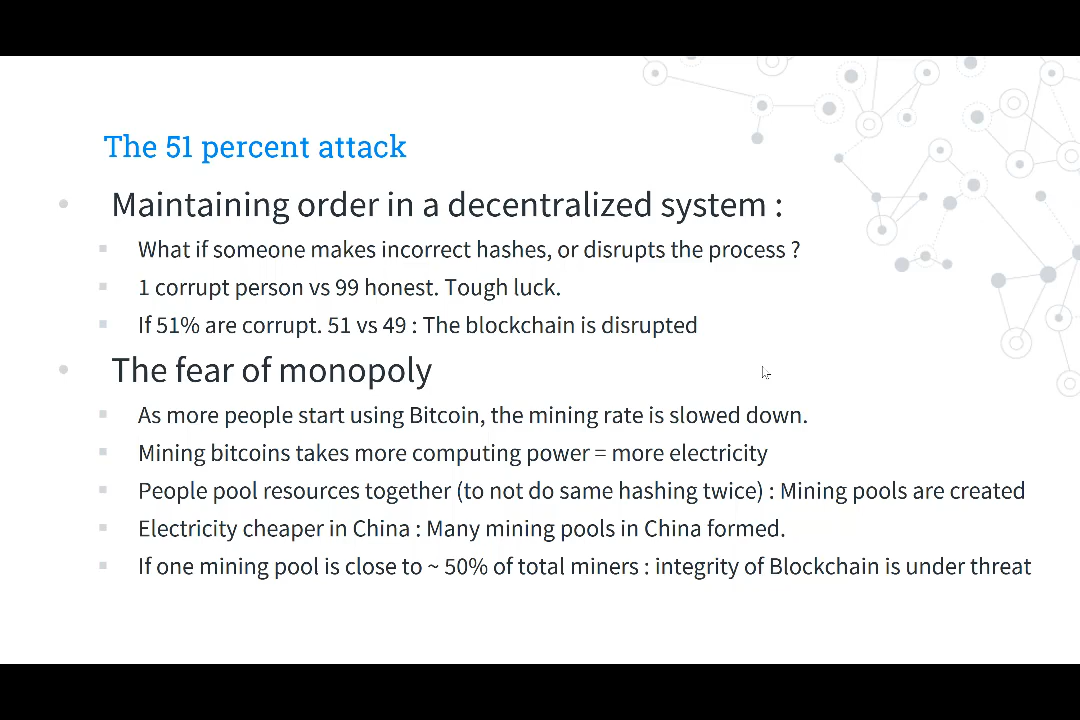 The 51 percent attack
Maintaining order in a decentralized system :
What if someone makes incorrect hashes, or disrupts the process ?
1 corrupt person vs 99 honest. Tough luck.
If 51% are corrupt. 51 vs 49 : The blockchain is disrupted
The fear of monopoly
As more people start using Bitcoin, the mining rate is slowed down.
Mining bitcoins takes more computing power = more electricity
People pool resources together (to not do same hashing twice) : Mining pools are created
Electricity cheaper in China : Many mining pools in China formed.
If one mining pool is close to ~ 50% of total miners : integrity of Blockchain is under threat